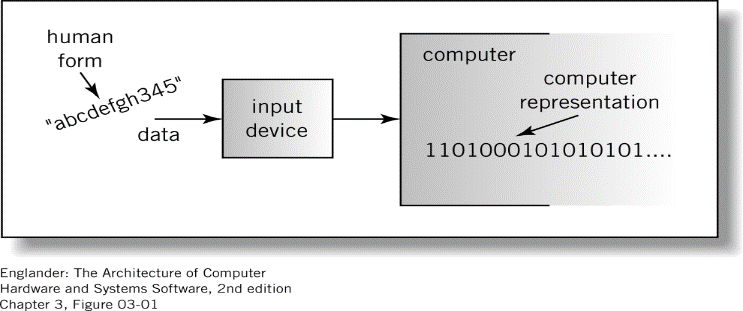 human
form
"abcdefgh345"
data
input
device
computer
computer
representation
1101000101010101....
Englander: The Architecture of Computer
Hardware and Systems Software, 2nd edition
Chapter 3, Figure 03-01